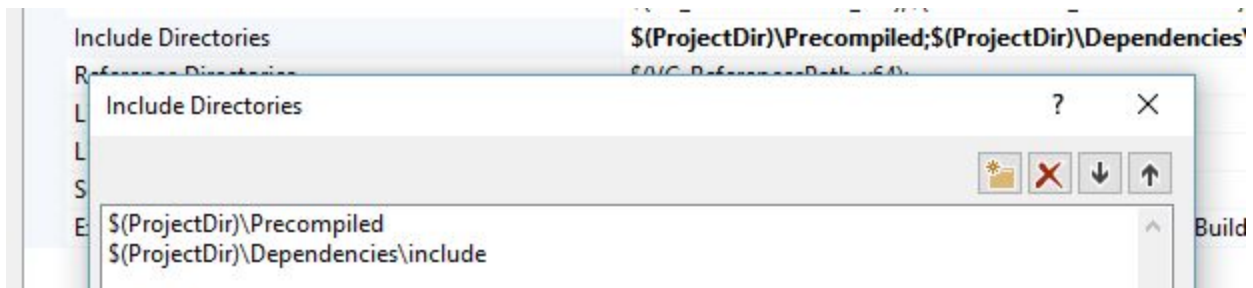 Include Directories $(ProjectDir)\Precompiled;$(ProjectDir)\Dependencies\
Include Directories ? ×
$(ProjectDir)\Precompiled
Build
$(ProjectDir)\Dependencies\include